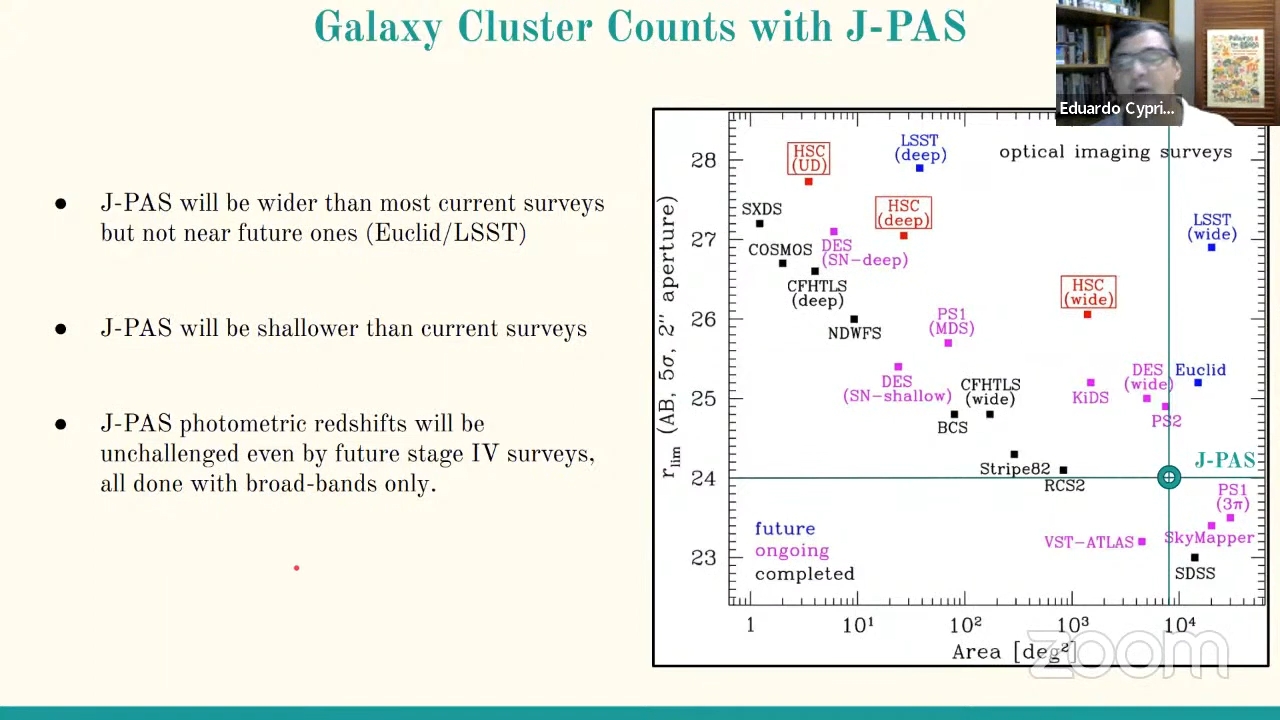 Galaxy Cluster Counts with J-PAS
Eduardo Cypri...
● J-PAS will be wider than most current surveys
but not near future ones (Euclid/LSST)
● J-PAS will be shallower than current surveys
● J-PAS photometric redshifts will be
unchallenged even by future stage IV surveys,
all done with broad-bands only.
optical imaging surveys
r_lim (AB, 5σ, 2" aperture)
28
27
26
25
24
23
HSC
(UD)
LSST
(deep)
SXDS
HSC
(deep)
LSST
(wide)
COSMOS
DES
(SN-deep)
CFHTLS
(deep)
HSC
(wide)
NDWFS
PS1
(MDS)
DES
(SN-shallow)
CFHTLS
(wide)
KiDS
DES
(wide)
Euclid
PS2
BCS
J-PAS
Stripe82
RCS2
PS1
(3π)
future
ongoing
completed
VST-ATLAS
SkyMapper
SDSS
1
10¹
10²
10³
10⁴
Area [deg²]
zoom